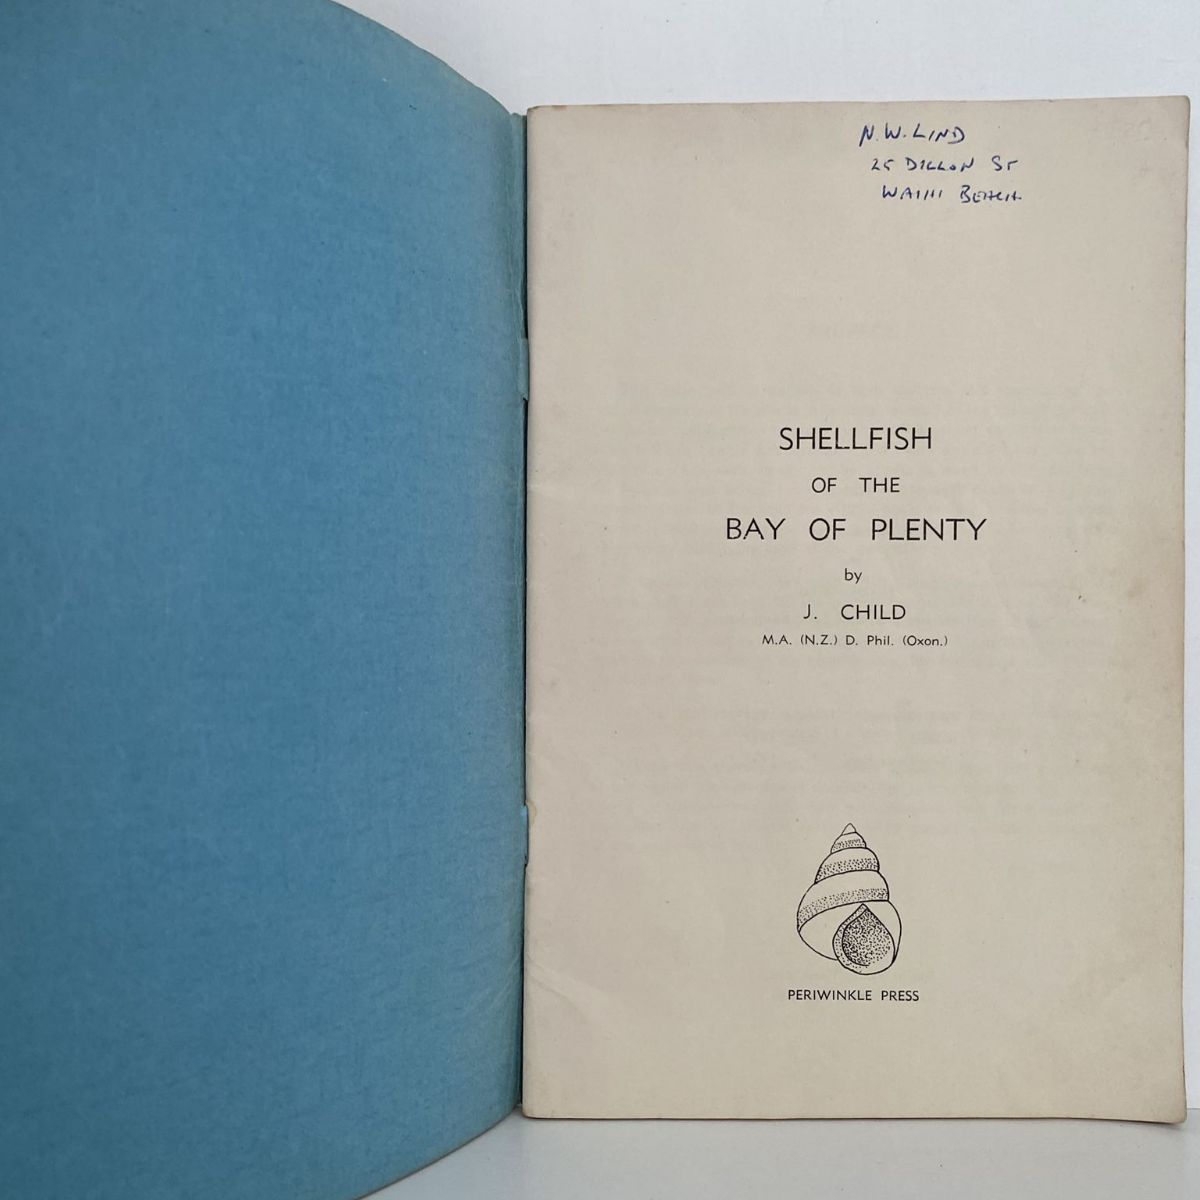 N.W. LIND
25 DILLON ST
WAIHI BEACH
SHELLFISH
OF THE
BAY OF PLENTY
by
J. CHILD
M.A. (N.Z.) D. Phil. (Oxon.)
PERIWINKLE PRESS